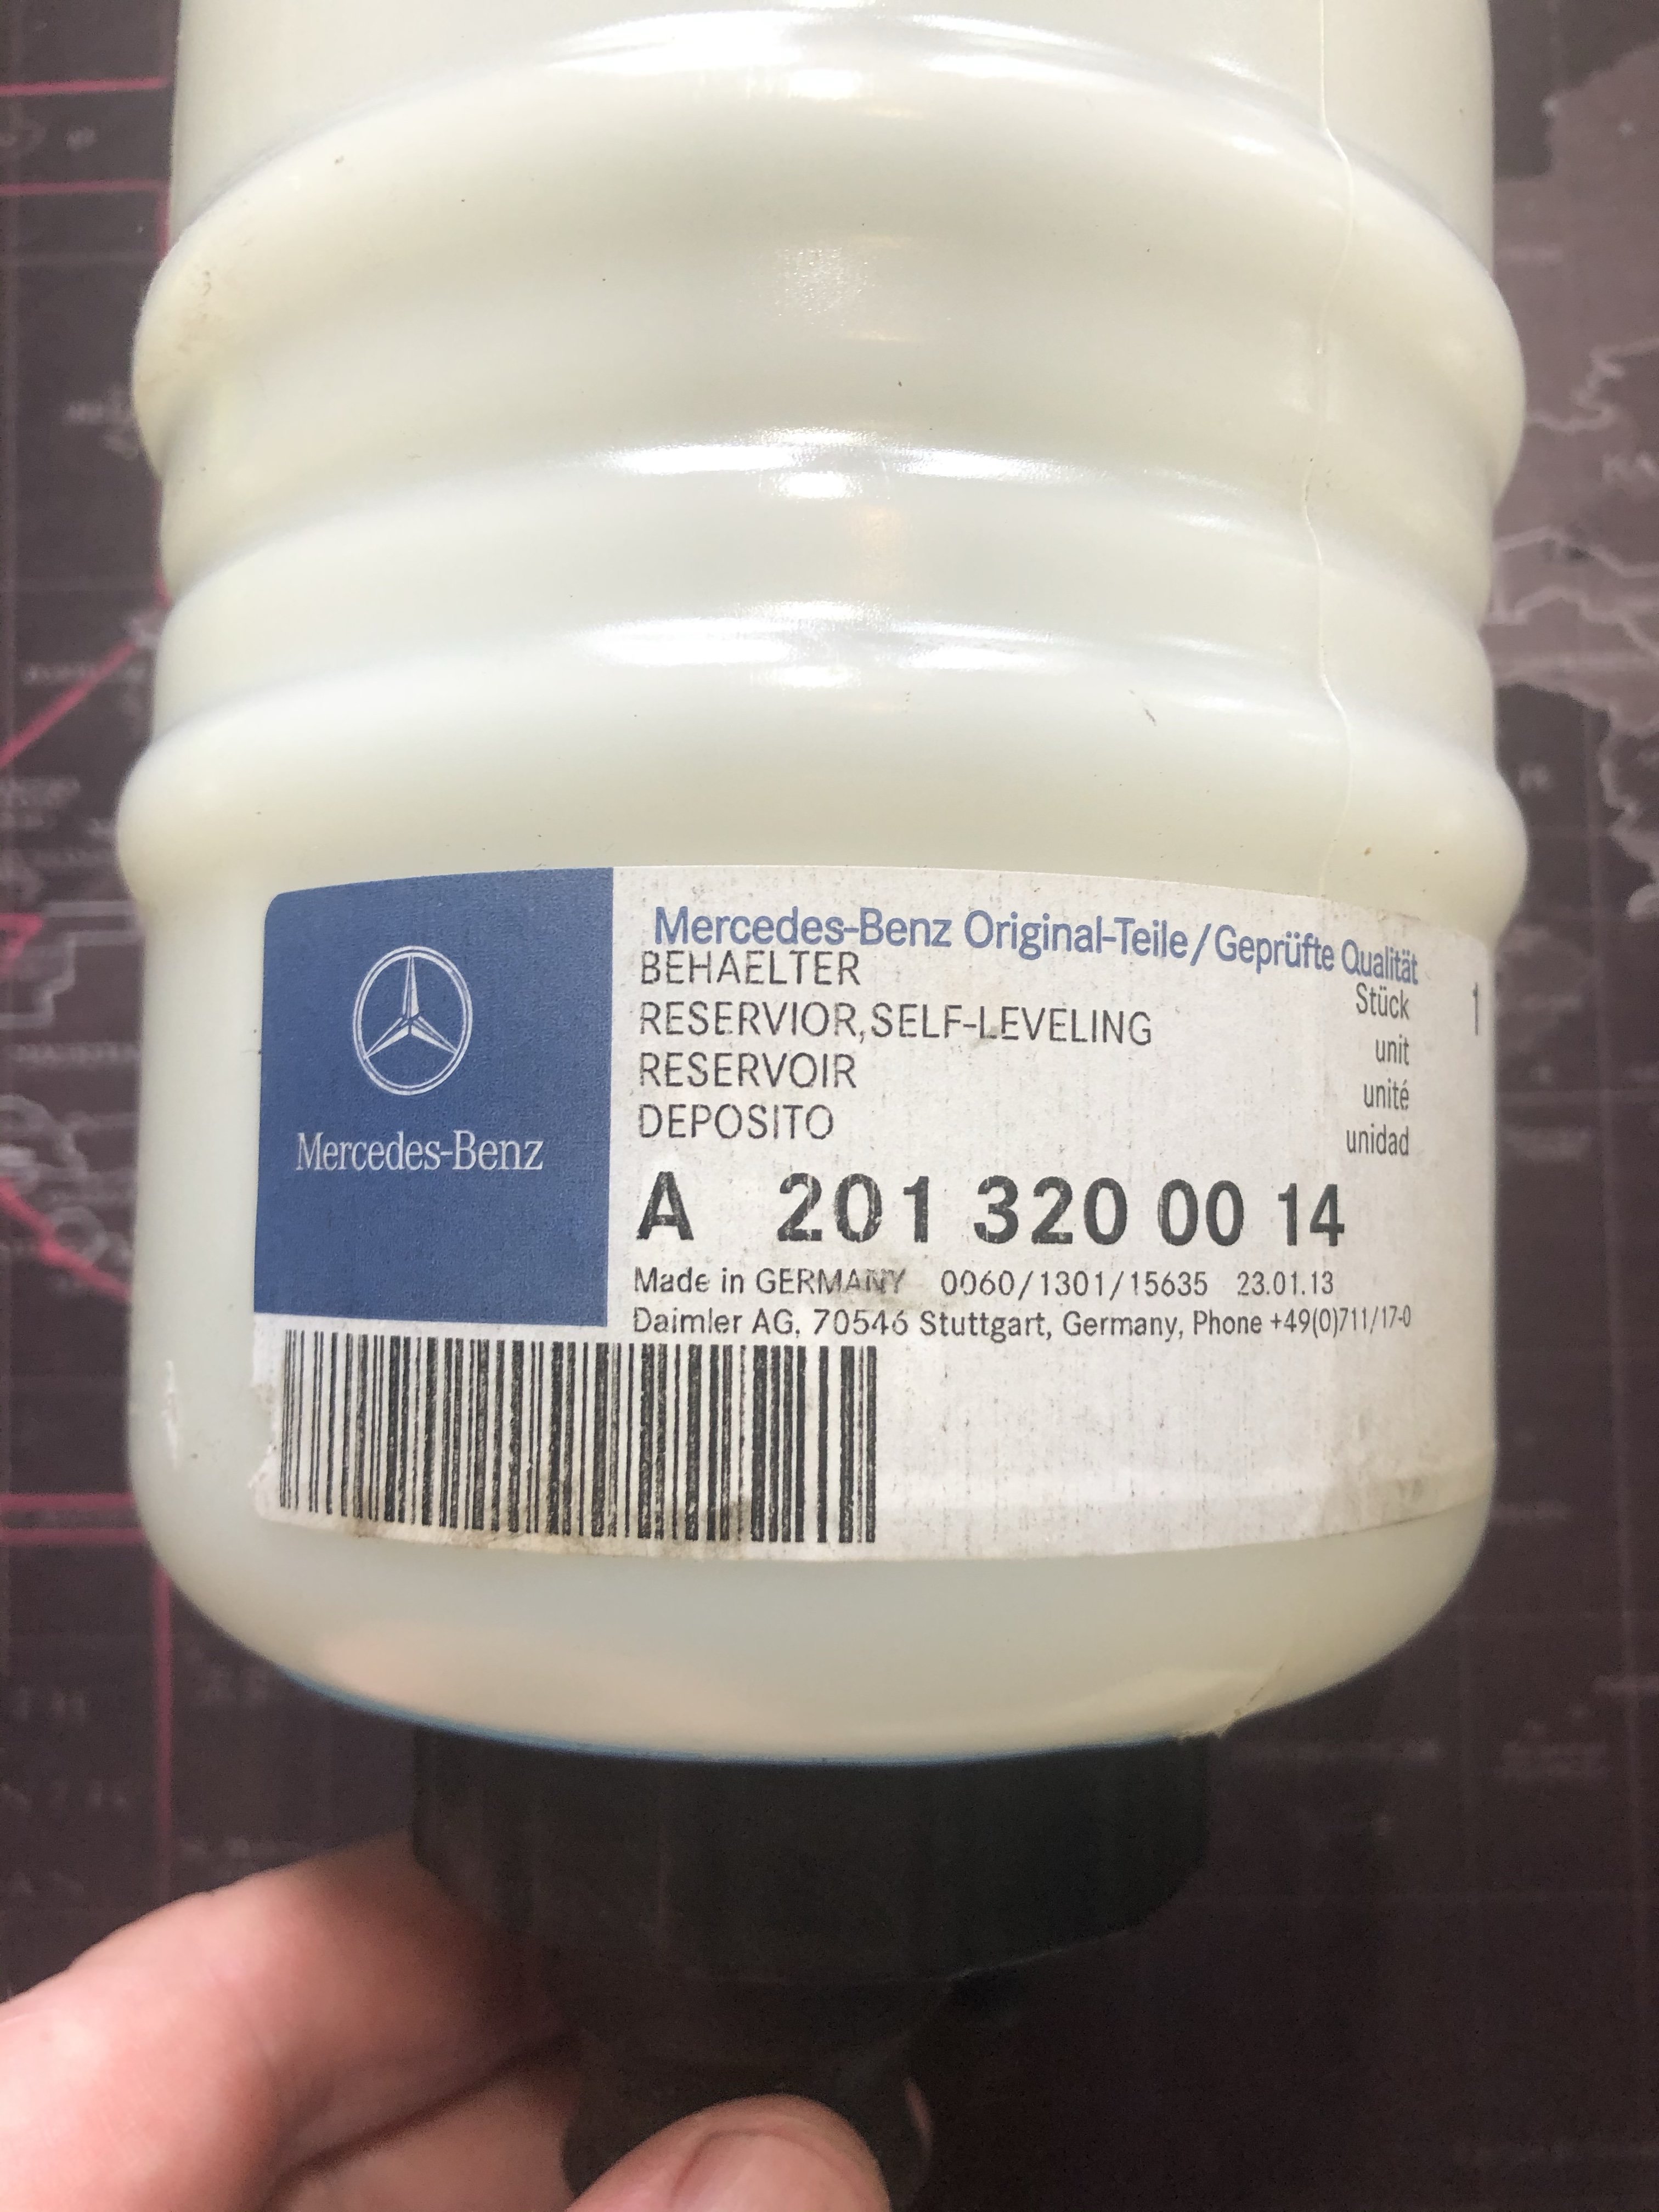 Mercedes-Benz
Mercedes-Benz Original-Teile/Geprüfte Qualität
BEHAELTER
RESERVIOR,SELF-LEVELING
RESERVOIR
DEPOSITO
Stück 1
unit
unité
unidad
A 201 320 00 14
Made in GERMANY 0060/1301/15635 23.01.13
Daimler AG, 70546 Stuttgart, Germany, Phone +49(0)711/17-0